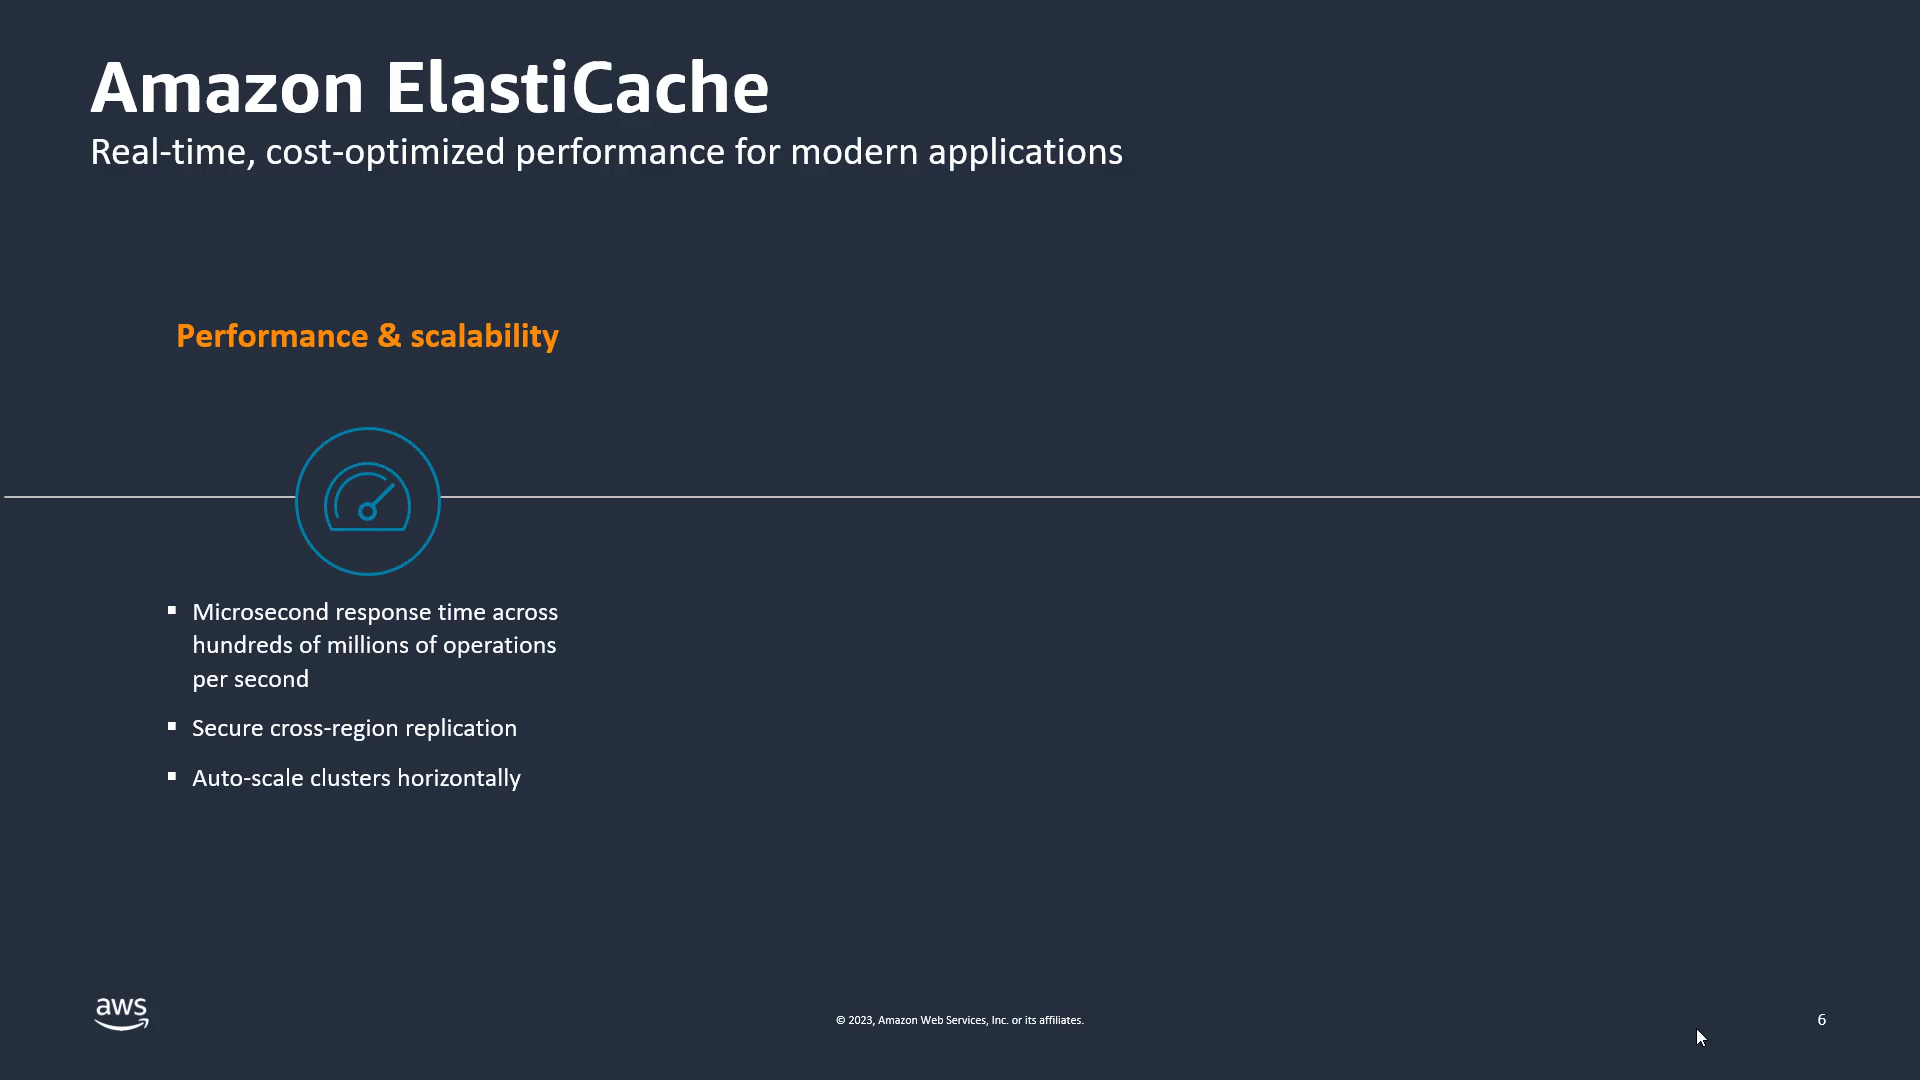 Amazon ElastiCache
Real-time, cost-optimized performance for modern applications
Performance & scalability
▪ Microsecond response time across
hundreds of millions of operations
per second
▪ Secure cross-region replication
▪ Auto-scale clusters horizontally
aws
© 2023, Amazon Web Services, Inc. or its affiliates.
6